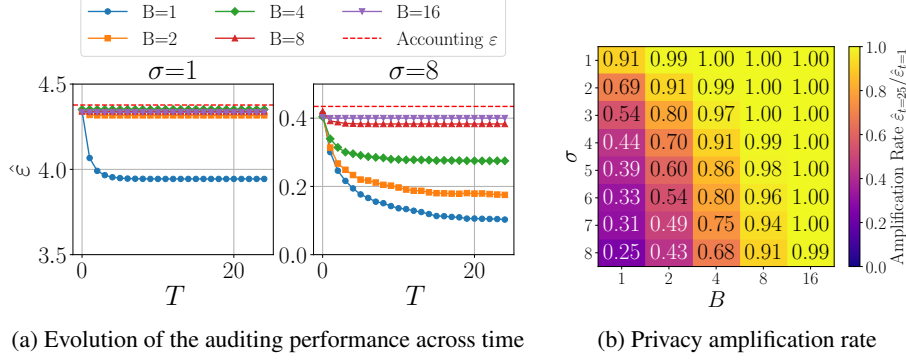 B=1 B=4 B=16
B=2 B=8 Accounting ε
σ=1 σ=8
4.5
4.0
3.5
ε̂
0 20
T
0.4
0.2
0.0
0 20
T
(a) Evolution of the auditing performance across time
σ
1 0.91 0.99 1.00 1.00 1.00
2 0.69 0.91 0.99 1.00 1.00
3 0.54 0.80 0.97 1.00 1.00
4 0.44 0.70 0.91 0.99 1.00
5 0.39 0.60 0.86 0.98 1.00
6 0.33 0.54 0.80 0.96 1.00
7 0.31 0.49 0.75 0.94 1.00
8 0.25 0.43 0.68 0.91 0.99
1 2 4 8 16
B
1.0
0.8
0.6
0.4
0.2
0.0
Amplification Rate ε̂t=25/ε̂t=1
(b) Privacy amplification rate